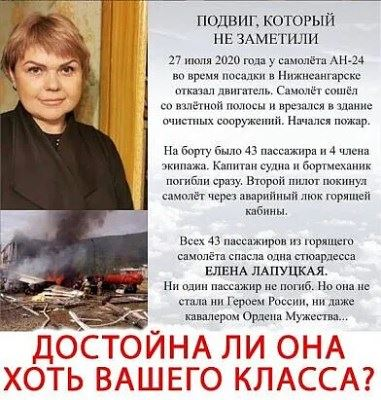 ПОДВИГ, КОТОРЫЙ
НЕ ЗАМЕТИЛИ
27 июля 2020 года у самолёта АН-24
во время посадки в Нижнеангарске
отказал двигатель. Самолёт сошёл
со взлётной полосы и врезался в здание
очистных сооружений. Начался пожар.
На борту было 43 пассажира и 4 члена
экипажа. Капитан судна и бортмеханик
погибли сразу. Второй пилот покинул
самолёт через аварийный люк горящей
кабины.
Всех 43 пассажиров из горящего
самолёта спасла одна стюардесса
ЕЛЕНА ЛАПУЦКАЯ.
Ни один пассажир не погиб. Но она не
стала ни Героем России, ни даже
кавалером Ордена Мужества...
ДОСТОЙНА ЛИ ОНА
ХОТЬ ВАШЕГО КЛАССА?